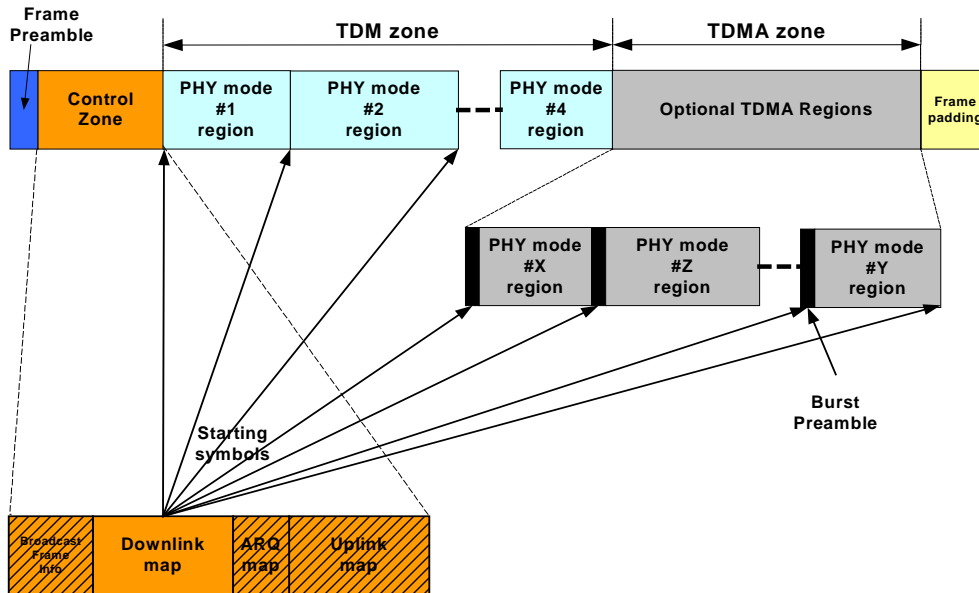 Frame
Preamble
TDM zone
TDMA zone
Control
Zone
PHY mode
#1
region
PHY mode
#2
region
PHY mode
#4
region
Optional TDMA Regions
Frame
padding
PHY mode
#X
region
PHY mode
#Z
region
PHY mode
#Y
region
Burst
Preamble
Starting
symbols
Broadcast
Frame
Info
Downlink
map
ARQ
map
Uplink
map